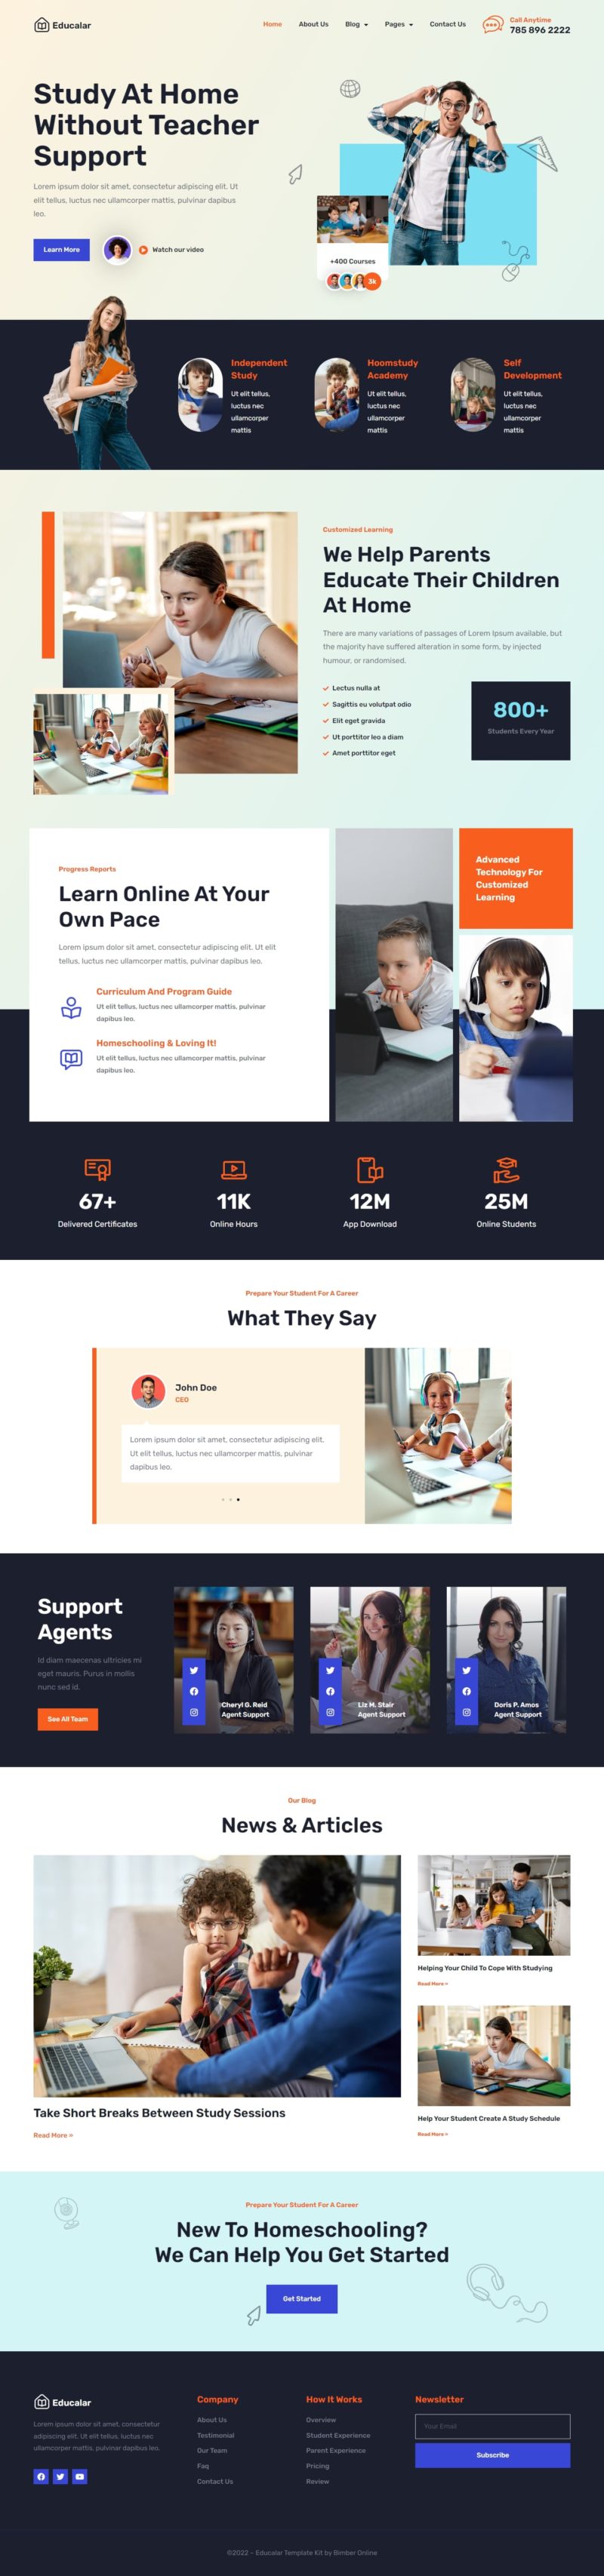 Educalar
Home
About Us
Blog
Pages
Contact Us
Call Anytime
785 896 2222
Study At Home
Without Teacher
Support
Lorem ipsum dolor sit amet, consectetur adipiscing elit. Ut
elit tellus, luctus nec ullamcorper mattis, pulvinar dapibus
leo.
Learn More
Watch our video
+400 Courses
3k
Independent
Study
Ut elit tellus,
luctus nec
ullamcorper
mattis
Hoomstudy
Academy
Ut elit tellus,
luctus nec
ullamcorper
mattis
Self
Development
Ut elit tellus,
luctus nec
ullamcorper
mattis
Customized Learning
We Help Parents
Educate Their Children
At Home
There are many variations of passages of Lorem Ipsum available, but
the majority have suffered alteration in some form, by injected
humour, or randomised.
Lectus nulla at
Sagittis eu volutpat odio
Elit eget gravida
Ut porttitor leo a diam
Amet porttitor eget
800+
Students Every Year
Progress Reports
Learn Online At Your
Own Pace
Lorem ipsum dolor sit amet, consectetur adipiscing elit. Ut elit
tellus, luctus nec ullamcorper mattis, pulvinar dapibus leo.
Curriculum And Program Guide
Ut elit tellus, luctus nec ullamcorper mattis, pulvinar
dapibus leo.
Homeschooling & Loving It!
Ut elit tellus, luctus nec ullamcorper mattis, pulvinar
dapibus leo.
Advanced
Technology For
Customized
Learning
67+
Delivered Certificates
11K
Online Hours
12M
App Download
25M
Online Students
Prepare Your Student For A Career
What They Say
John Doe
CEO
Lorem ipsum dolor sit amet, consectetur adipiscing elit.
Ut elit tellus, luctus nec ullamcorper mattis, pulvinar
dapibus leo.
Support
Agents
Id diam maecenas ultricies mi
eget mauris. Purus in mollis
nunc sed id.
See All Team
Cheryl G. Reid
Agent Support
Liz M. Stair
Agent Support
Doris P. Amos
Agent Support
Our Blog
News & Articles
Take Short Breaks Between Study Sessions
Read More »
Helping Your Child To Cope With Studying
Read More »
Help Your Student Create A Study Schedule
Read More »
Prepare Your Student For A Career
New To Homeschooling?
We Can Help You Get Started
Get Started
Educalar
Lorem ipsum dolor sit amet, consectetur
adipiscing elit. Ut elit tellus, luctus nec
ullamcorper mattis, pulvinar dapibus leo.
Company
About Us
Testimonial
Our Team
Faq
Contact Us
How It Works
Overview
Student Experience
Parent Experience
Pricing
Review
Newsletter
Your Email
Subscribe
©2022 – Educalar Template Kit by Bimber Online